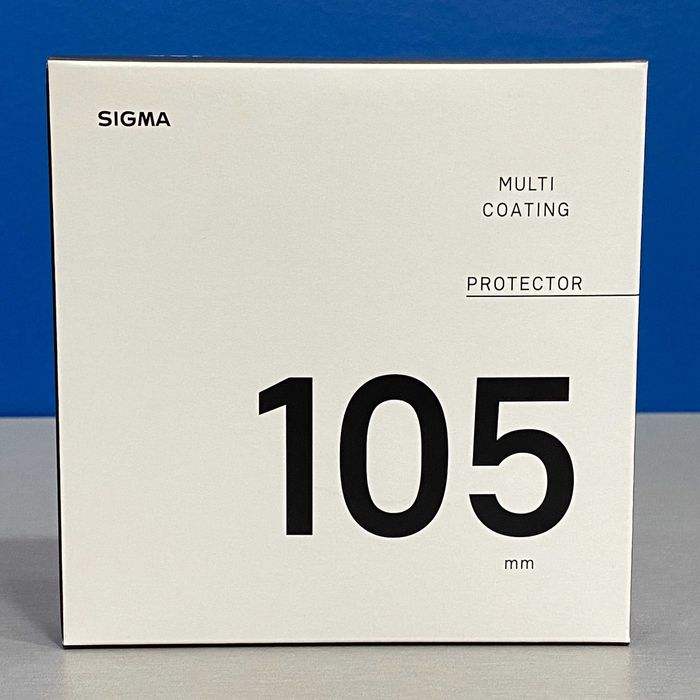 SIGMA
MULTI
COATING
PROTECTOR
105
mm